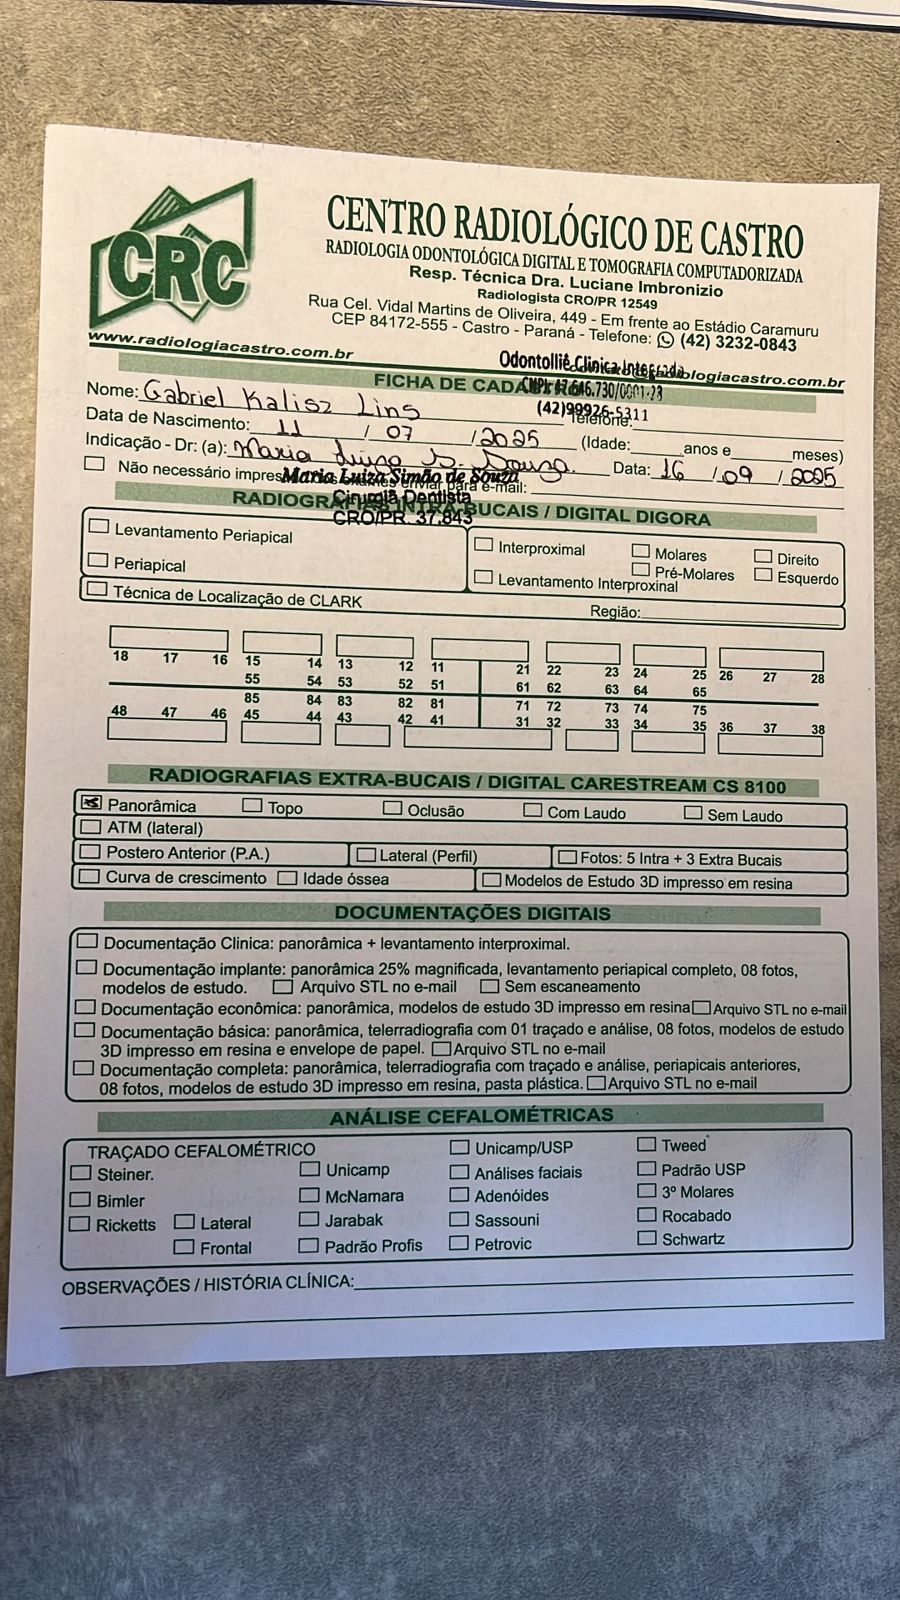 CRC
CENTRO RADIOLÓGICO DE CASTRO
RADIOLOGIA ODONTOLÓGICA DIGITAL E TOMOGRAFIA COMPUTADORIZADA
Resp. Técnica Dra. Luciane Imbronizio
Radiologista CRO/PR 12549
Rua Cel. Vidal Martins de Oliveira, 449 - Em frente ao Estádio Caramuru
CEP 84172-555 - Castro - Paraná - Telefone: (42) 3232-0843
www.radiologiacastro.com.br
Odontolliê Clínica Integrada
FICHA DE
(42)99926-5311
Nome: Gabriel Kalisz Lins Telefone:
Data de Nascimento: 11 / 07 / 2025 (Idade: anos e meses)
Indicação - Dr: (a): Maria Luiza S. Souza. Data: 16 / 09 / 2025
Não necessário enviar para e-mail:
Maria Luiza Simão de Souza
Cirurgiã Dentista
CRO/PR. 37.843
RADIOGRAFIAS INTRA-BUCAIS / DIGITAL DIGORA
Levantamento Periapical
Periapical
Interproximal Molares Direito
Levantamento Interproxinal Pré-Molares Esquerdo
Técnica de Localização de CLARK
Região:
18 17 16 15 14 13 12 11 21 22 23 24 25 26 27 28
55 54 53 52 51 61 62 63 64 65
85 84 83 82 81 71 72 73 74 75
48 47 46 45 44 43 42 41 31 32 33 34 35 36 37 38
RADIOGRAFIAS EXTRA-BUCAIS / DIGITAL CARESTREAM CS 8100
Panorâmica Topo Oclusão Com Laudo Sem Laudo
ATM (lateral)
Postero Anterior (P.A.) Lateral (Perfil) Fotos: 5 Intra + 3 Extra Bucais
Curva de crescimento Idade óssea Modelos de Estudo 3D impresso em resina
DOCUMENTAÇÕES DIGITAIS
Documentação Clinica: panorâmica + levantamento interproximal.
Documentação implante: panorâmica 25% magnificada, levantamento periapical completo, 08 fotos,
modelos de estudo. Arquivo STL no e-mail Sem escaneamento
Documentação econômica: panorâmica, modelos de estudo 3D impresso em resina Arquivo STL no e-mail
Documentação básica: panorâmica, telerradiografia com 01 traçado e análise, 08 fotos, modelos de estudo
3D impresso em resina e envelope de papel. Arquivo STL no e-mail
Documentação completa: panorâmica, telerradiografia com traçado e análise, periapicais anteriores,
08 fotos, modelos de estudo 3D impresso em resina, pasta plástica. Arquivo STL no e-mail
ANÁLISE CEFALOMÉTRICAS
TRAÇADO CEFALOMÉTRICO Unicamp/USP Tweed
Steiner. Unicamp Análises faciais Padrão USP
Bimler McNamara Adenóides 3º Molares
Ricketts Lateral Jarabak Sassouni Rocabado
Frontal Padrão Profis Petrovic Schwartz
OBSERVAÇÕES / HISTÓRIA CLÍNICA: